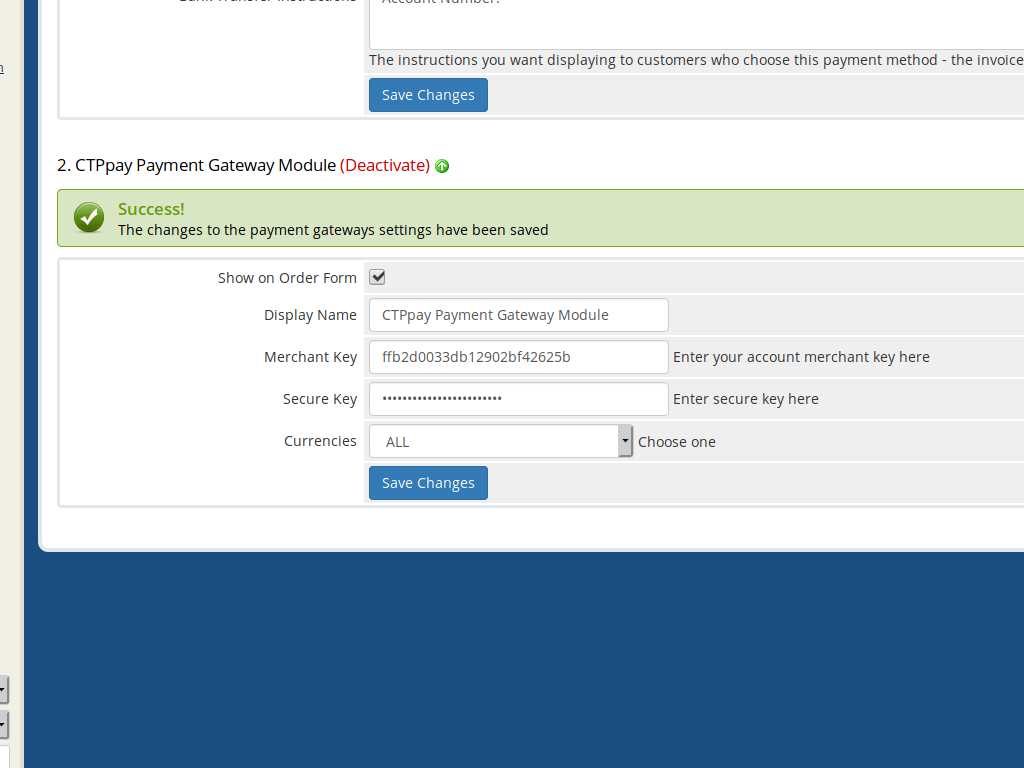 Account Number:
The instructions you want displaying to customers who choose this payment method - the invoice
Save Changes
2. CTPpay Payment Gateway Module (Deactivate)
Success!
The changes to the payment gateways settings have been saved
Show on Order Form
Display Name CTPpay Payment Gateway Module
Merchant Key ffb2d0033db12902bf42625b Enter your account merchant key here
Secure Key •••••••••••••••••••••••• Enter secure key here
Currencies ALL Choose one
Save Changes